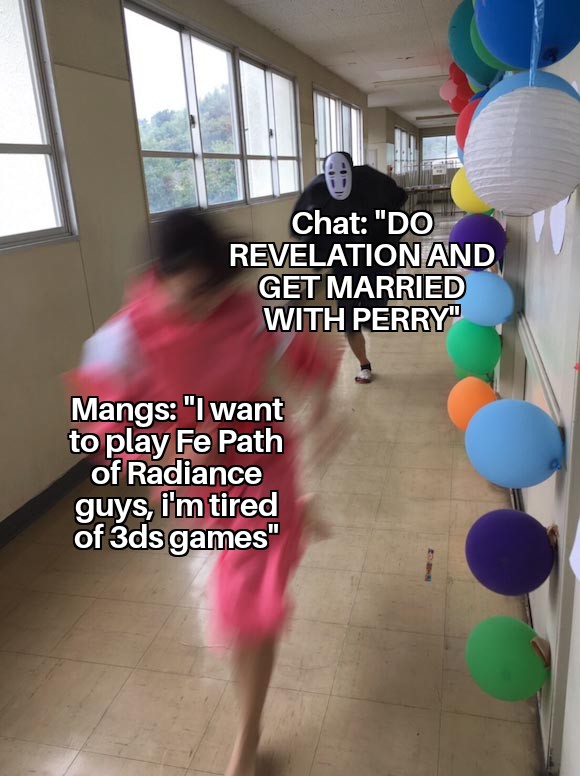 Chat: "DO
REVELATION AND
GET MARRIED
WITH PERRY"
Mangs: "I want
to play Fe Path
of Radiance
guys, i'm tired
of 3ds games"